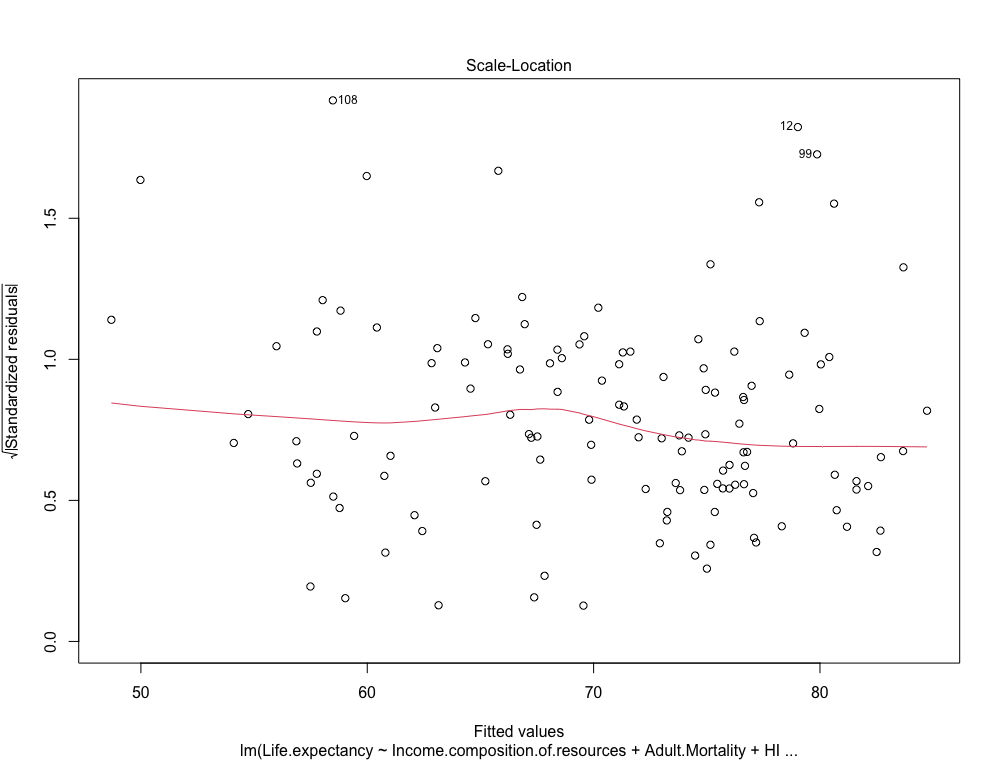 Scale-Location
108
12
99
√|Standardized residuals|
0.0
0.5
1.0
1.5
50 60 70 80
Fitted values
lm(Life.expectancy ~ Income.composition.of.resources + Adult.Mortality + HI ...